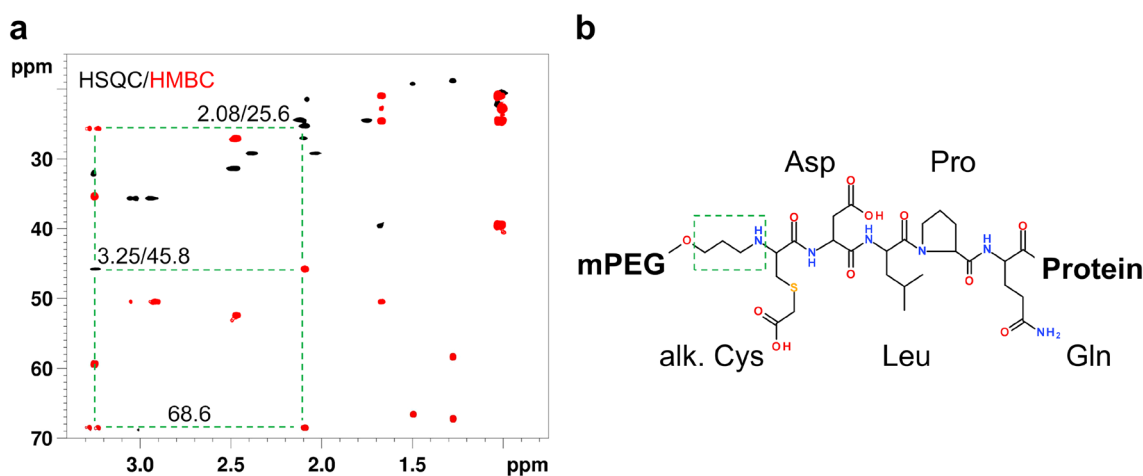 a
b
ppm
HSQC/HMBC
2.08/25.6
30
40
3.25/45.8
50
60
68.6
70
3.0
2.5
2.0
1.5
ppm
Asp
Pro
O
OH
O
O
O
H
N
H
N
H
N
O
N
mPEG
N
H
O
O
Protein
S
O
OH
O
NH₂
alk. Cys
Leu
Gln